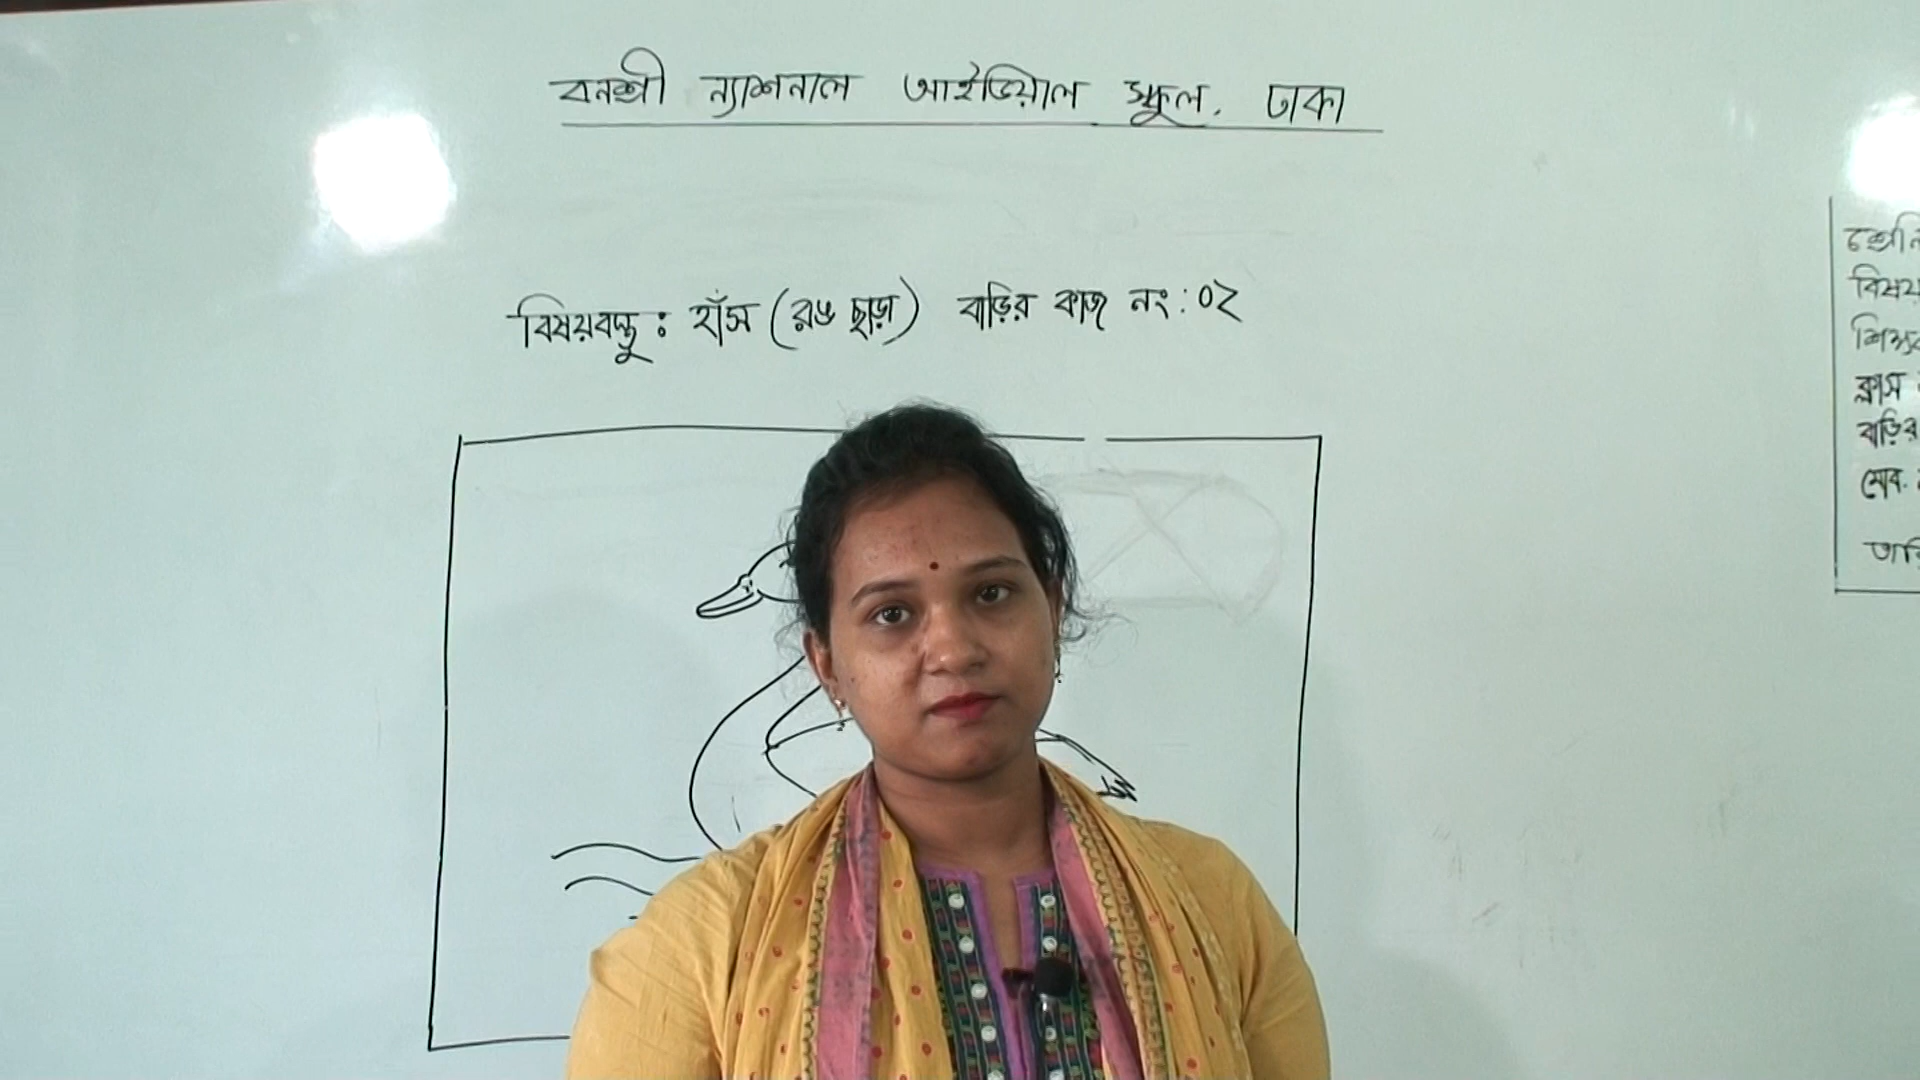 বনশ্রী ন্যাশনাল আইডিয়াল স্কুল, ঢাকা
বিষয়বস্তু: হাঁস (রঙ ছাড়া) বাড়ির কাজ নং: ০২
ক্লাস
মোব.